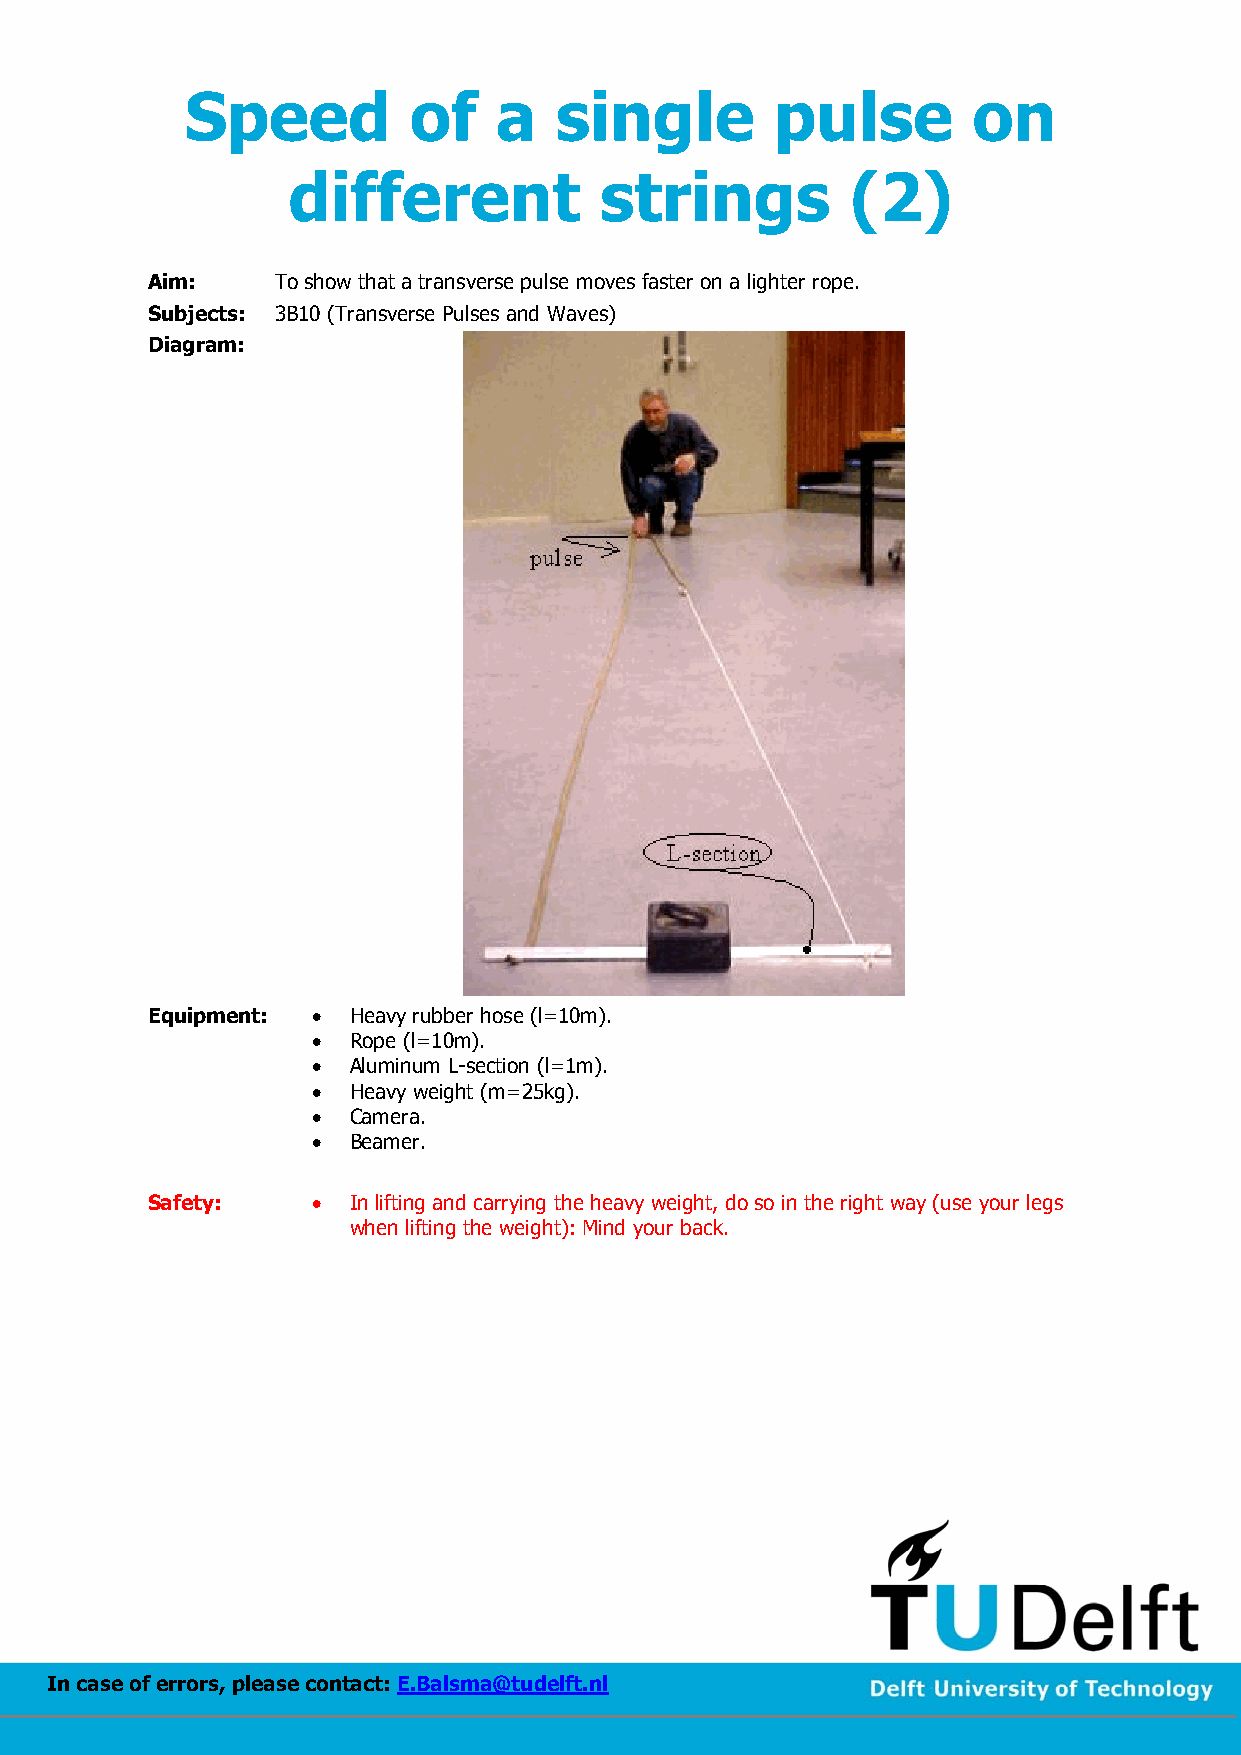 Speed of a single pulse on
different strings (2)
Aim: To show that a transverse pulse moves faster on a lighter rope.
Subjects: 3B10 (Transverse Pulses and Waves)
Diagram:
pulse
L-section
Equipment: • Heavy rubber hose (l=10m).
• Rope (l=10m).
• Aluminum L-section (l=1m).
• Heavy weight (m=25kg).
• Camera.
• Beamer.
Safety: • In lifting and carrying the heavy weight, do so in the right way (use your legs
when lifting the weight): Mind your back.
TUDelft
In case of errors, please contact: E.Balsma@tudelft.nl
Delft University of Technology